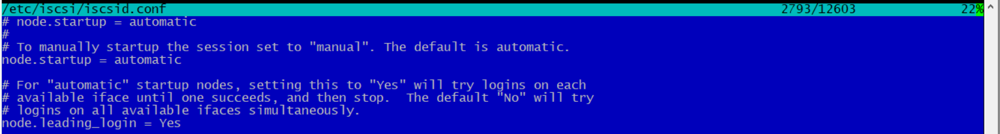 /etc/iscsi/iscsid.conf 2793/12603 22%
# node.startup = automatic
#
# To manually startup the session set to "manual". The default is automatic.
node.startup = automatic
# For "automatic" startup nodes, setting this to "Yes" will try logins on each
# available iface until one succeeds, and then stop.  The default "No" will try
# logins on all available ifaces simultaneously.
node.leading_login = Yes